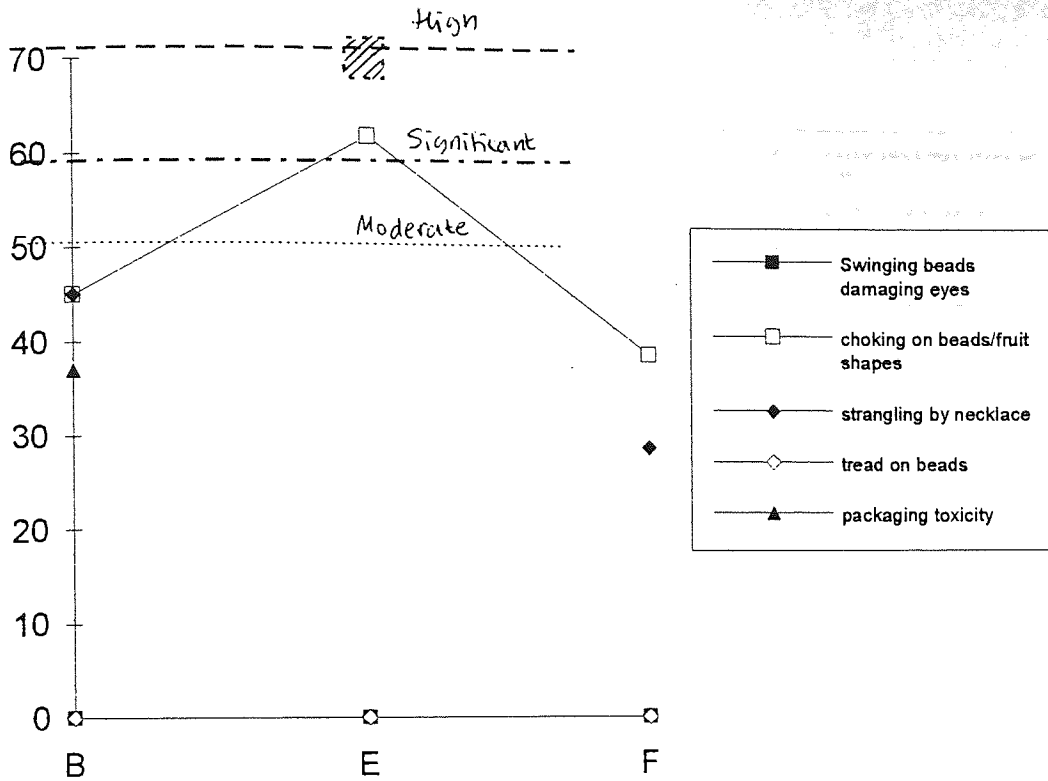 High
70
Significant
60
Moderate
50
40
30
20
10
0
B E F
Swinging beads
damaging eyes
choking on beads/fruit
shapes
strangling by necklace
tread on beads
packaging toxicity